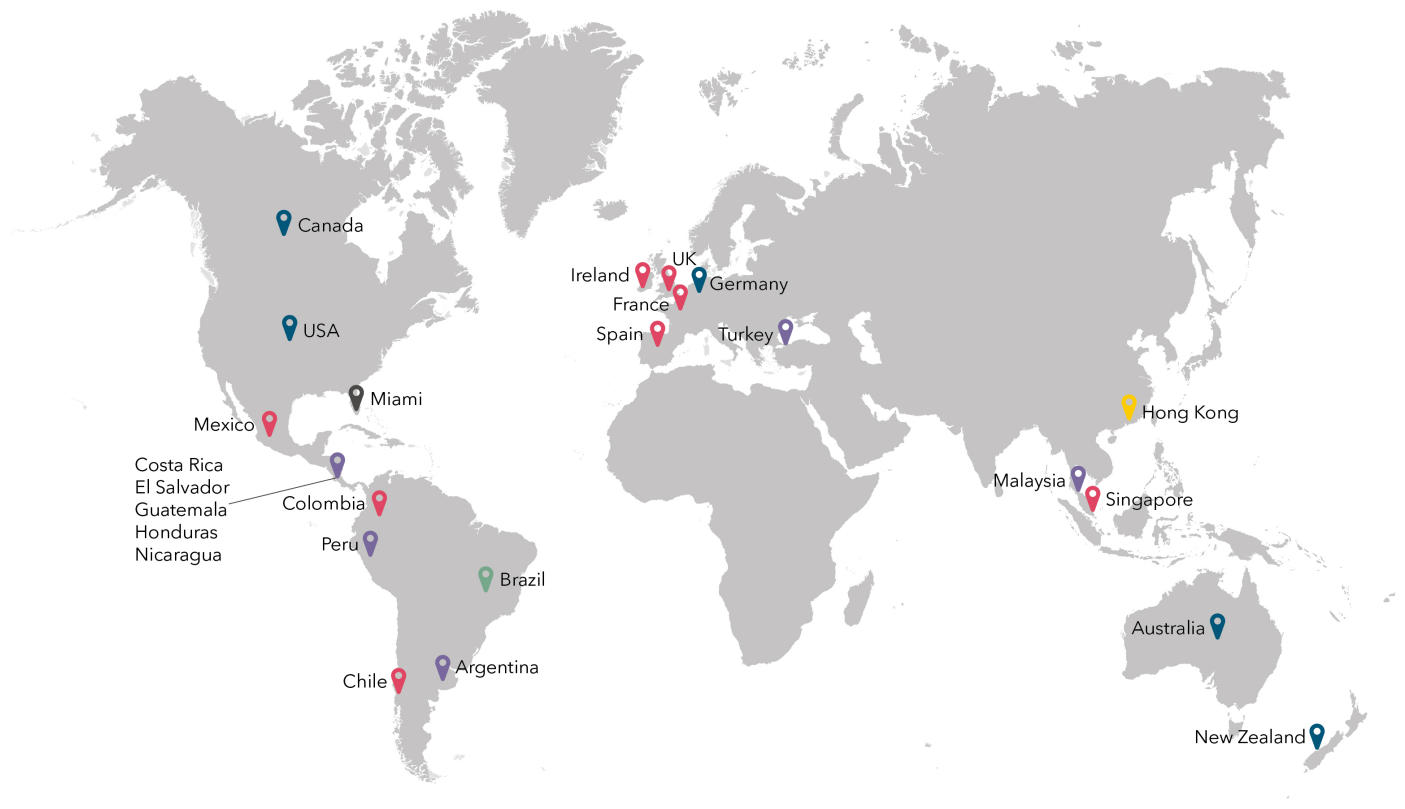 Canada
UK
Ireland
Germany
France
USA
Spain
Turkey
Miami
Hong Kong
Mexico
Costa Rica
El Salvador
Guatemala
Honduras
Nicaragua
Malaysia
Singapore
Colombia
Peru
Brazil
Australia
Argentina
Chile
New Zealand